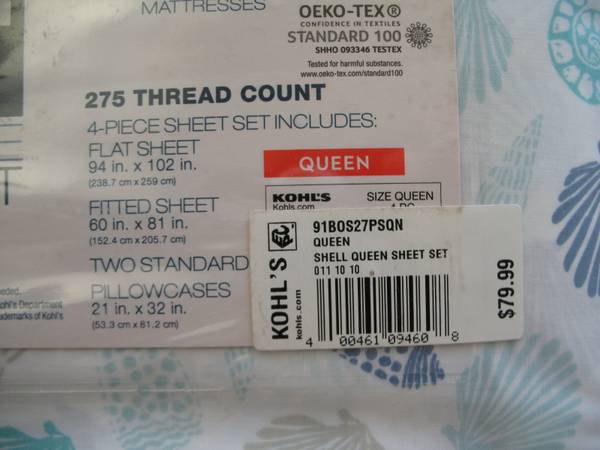 MATTRESSES
OEKO-TEX®
CONFIDENCE IN TEXTILES
STANDARD 100
SHHO 093346 TESTEX
Tested for harmful substances.
www.oeko-tex.com/standard100
275 THREAD COUNT
4-PIECE SHEET SET INCLUDES:
FLAT SHEET
94 in. x 102 in.
(238.7 cm x 259 cm)
FITTED SHEET
60 in. x 81 in.
(152.4 cm x 205.7 cm)
TWO STANDARD
PILLOWCASES
21 in. x 32 in.
(53.3 cm x 81.2 cm)
QUEEN
KOHL'S SIZE QUEEN
Kohls.com
91BOS27PSQN
QUEEN
SHELL QUEEN SHEET SET
011 10 10
KOHL'S
kohls.com
4 00461 09460 8
$79.99
Department
Kohl's